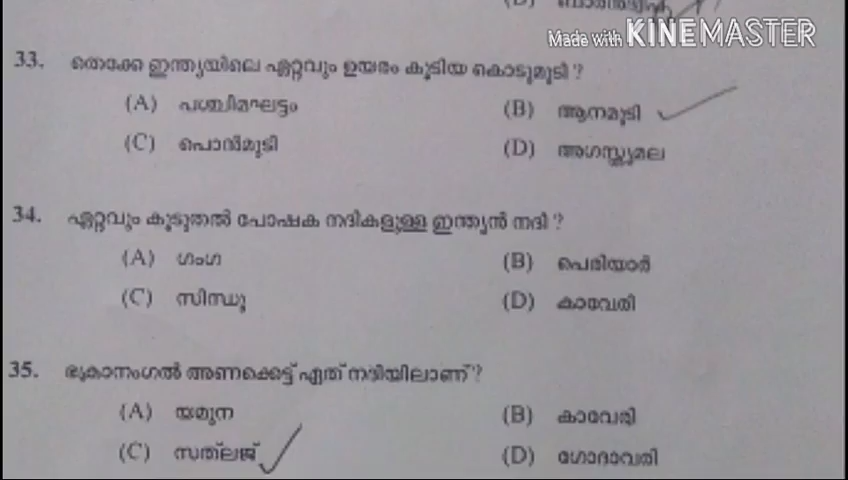 (D)
Made with KINEMASTER
33. തെക്കേ ഇന്ത്യയിലെ ഏറ്റവും ഉയരം കൂടിയ കൊടുമുടി ?
(A) പശ്ചിമഘട്ടം (B) ആനമുടി
(C) പൊൻമുടി (D) അഗസ്ത്യമല
34. ഏറ്റവും കൂടുതൽ പോഷക നദികളുള്ള ഇന്ത്യൻ നദി ?
(A) ഗംഗ (B) പെരിയാർ
(C) സിന്ധു (D) കാവേരി
35. ഭക്രാനംഗൽ അണക്കെട്ട് ഏത് നദിയിലാണ് ?
(A) യമുന (B) കാവേരി
(C) സത്‌ലജ് (D) ഗോദാവരി